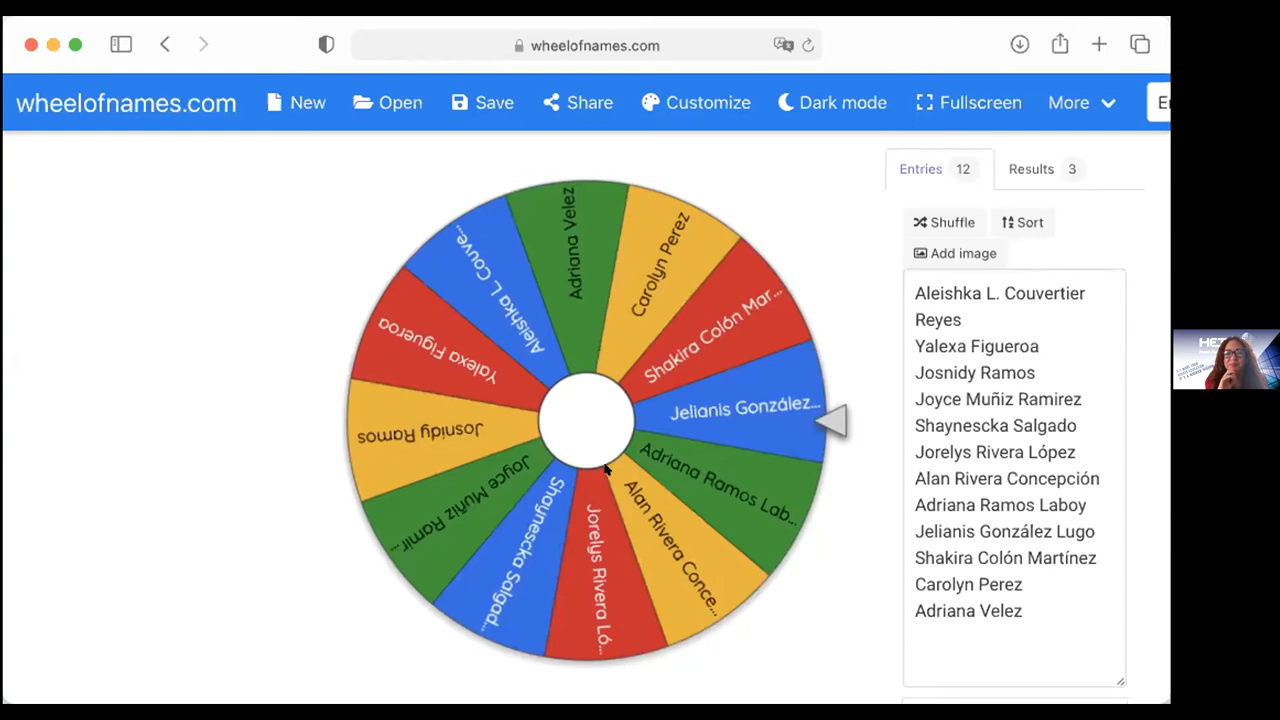 wheelofnames.com
wheelofnames.com
New
Open
Save
Share
Customize
Dark mode
Fullscreen
More
Entries 12
Results 3
Shuffle
Sort
Add image
Aleishka L. Couvertier
Reyes
Yalexa Figueroa
Josnidy Ramos
Joyce Muñiz Ramirez
Shaynescka Salgado
Jorelys Rivera López
Alan Rivera Concepción
Adriana Ramos Laboy
Jelianis González Lugo
Shakira Colón Martínez
Carolyn Perez
Adriana Velez
Adriana Velez
Carolyn Perez
Shakira Colón Mar...
Jelianis González...
Adriana Ramos Lab...
Alan Rivera Conce...
Jorelys Rivera Ló...
Shaynescka Salgad...
Joyce Muñiz Ramir...
Josnidy Ramos
Yalexa Figueroa
Aleishka L. Couve...